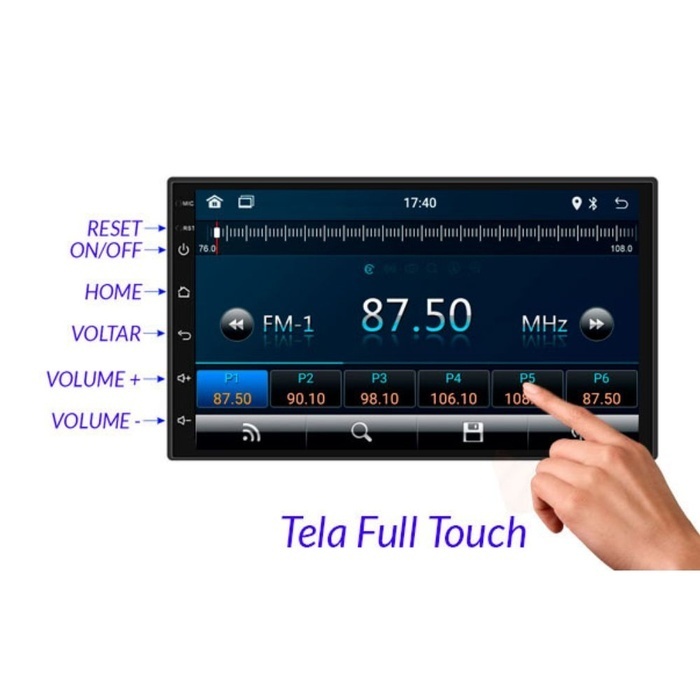 MIC
17:40
RESET
RST
ON/OFF
76.0
108.0
HOME
FM-1
87.50
MHz
VOLTAR
VOLUME +
P1
P2
P3
P4
P5
P6
87.50
90.10
98.10
106.10
108.
87.50
VOLUME -
Tela Full Touch